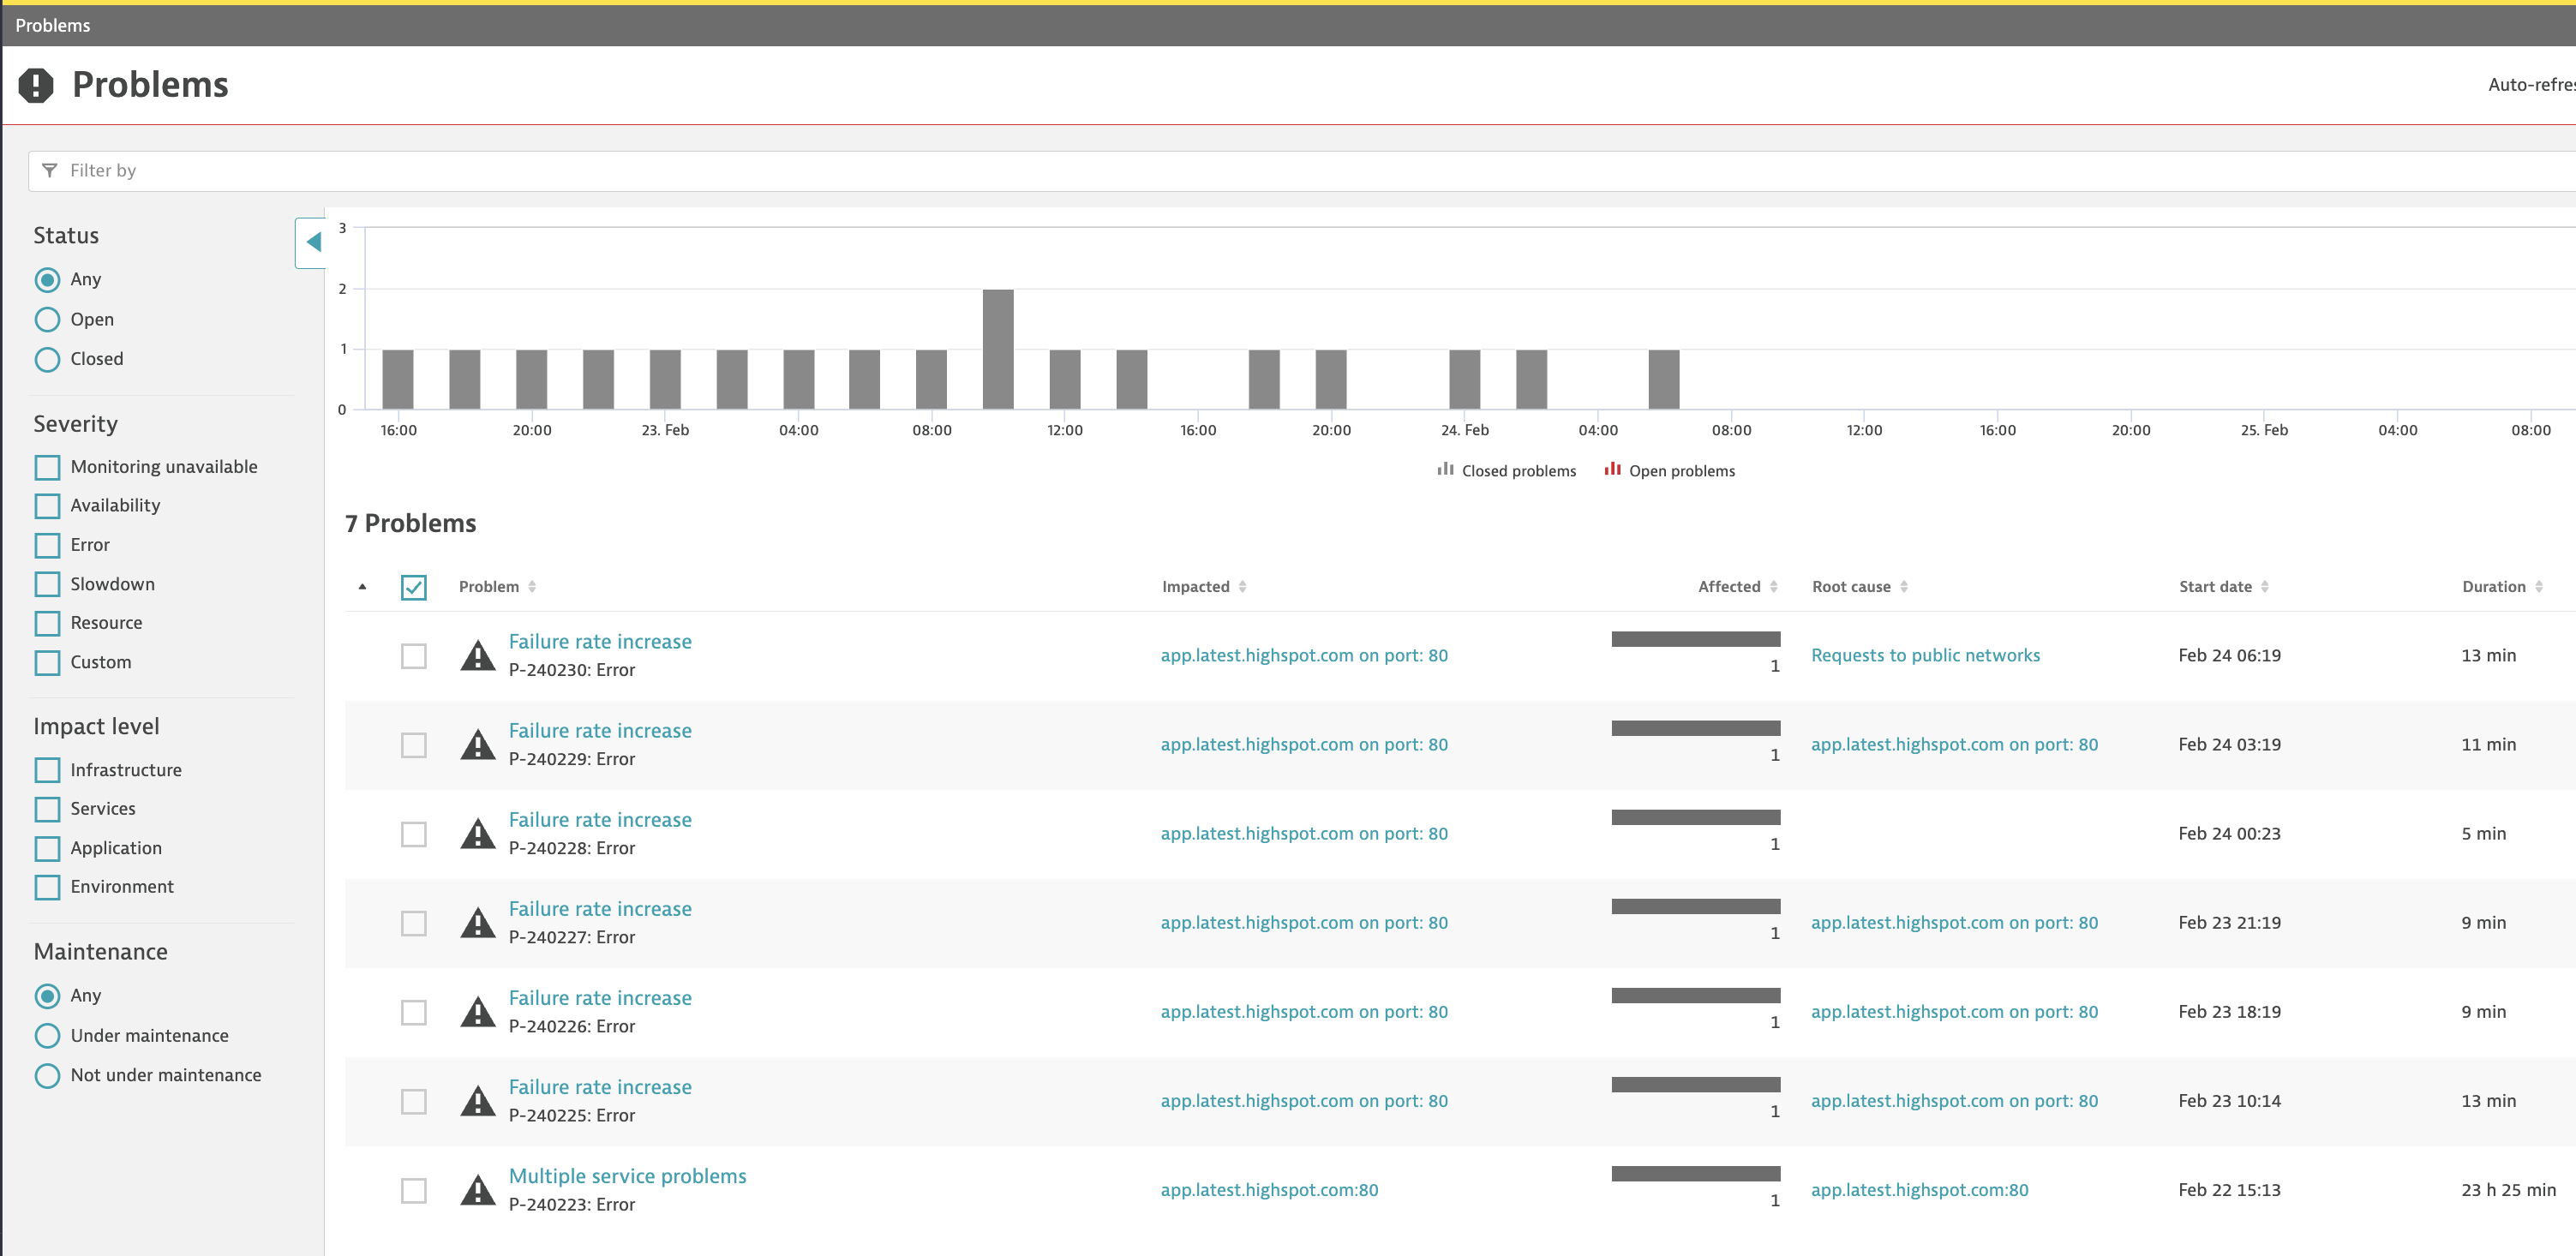 Problems
Problems
Auto-refres
Filter by
Status
Any
Open
Closed
Severity
Monitoring unavailable
Availability
Error
Slowdown
Resource
Custom
Impact level
Infrastructure
Services
Application
Environment
Maintenance
Any
Under maintenance
Not under maintenance
3
2
1
0
16:00 20:00 23. Feb 04:00 08:00 12:00 16:00 20:00 24. Feb 04:00 08:00 12:00 16:00 20:00 25. Feb 04:00 08:00
Closed problems Open problems
7 Problems
Problem Impacted Affected Root cause Start date Duration
Failure rate increase
P-240230: Error
app.latest.highspot.com on port: 80 1 Requests to public networks Feb 24 06:19 13 min
Failure rate increase
P-240229: Error
app.latest.highspot.com on port: 80 1 app.latest.highspot.com on port: 80 Feb 24 03:19 11 min
Failure rate increase
P-240228: Error
app.latest.highspot.com on port: 80 1 Feb 24 00:23 5 min
Failure rate increase
P-240227: Error
app.latest.highspot.com on port: 80 1 app.latest.highspot.com on port: 80 Feb 23 21:19 9 min
Failure rate increase
P-240226: Error
app.latest.highspot.com on port: 80 1 app.latest.highspot.com on port: 80 Feb 23 18:19 9 min
Failure rate increase
P-240225: Error
app.latest.highspot.com on port: 80 1 app.latest.highspot.com on port: 80 Feb 23 10:14 13 min
Multiple service problems
P-240223: Error
app.latest.highspot.com:80 1 app.latest.highspot.com:80 Feb 22 15:13 23 h 25 min